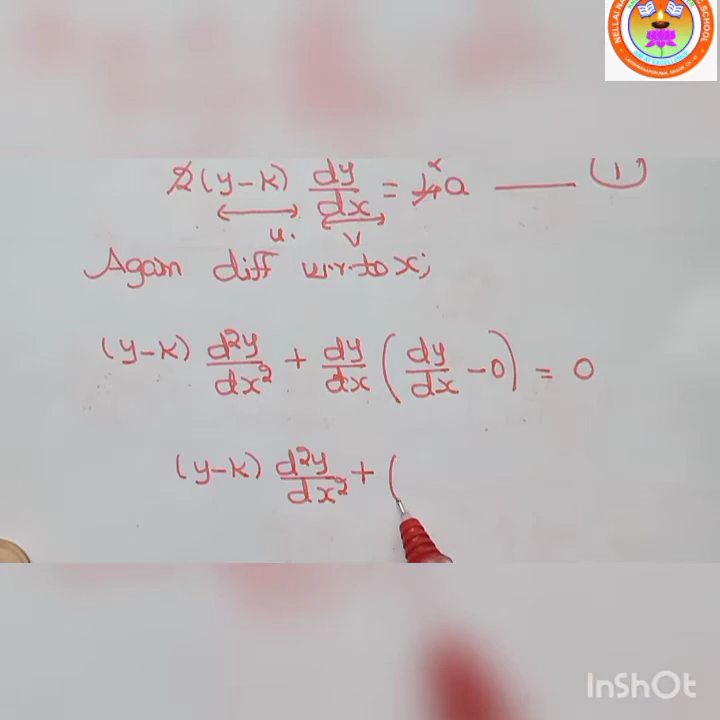 2(y-k) dy/dx = 4a —— (1)
u. v
Again diff w.r.to x;
(y-k) d²y/dx² + dy/dx (dy/dx - 0) = 0
(y-k) d²y/dx² + (
InShOt